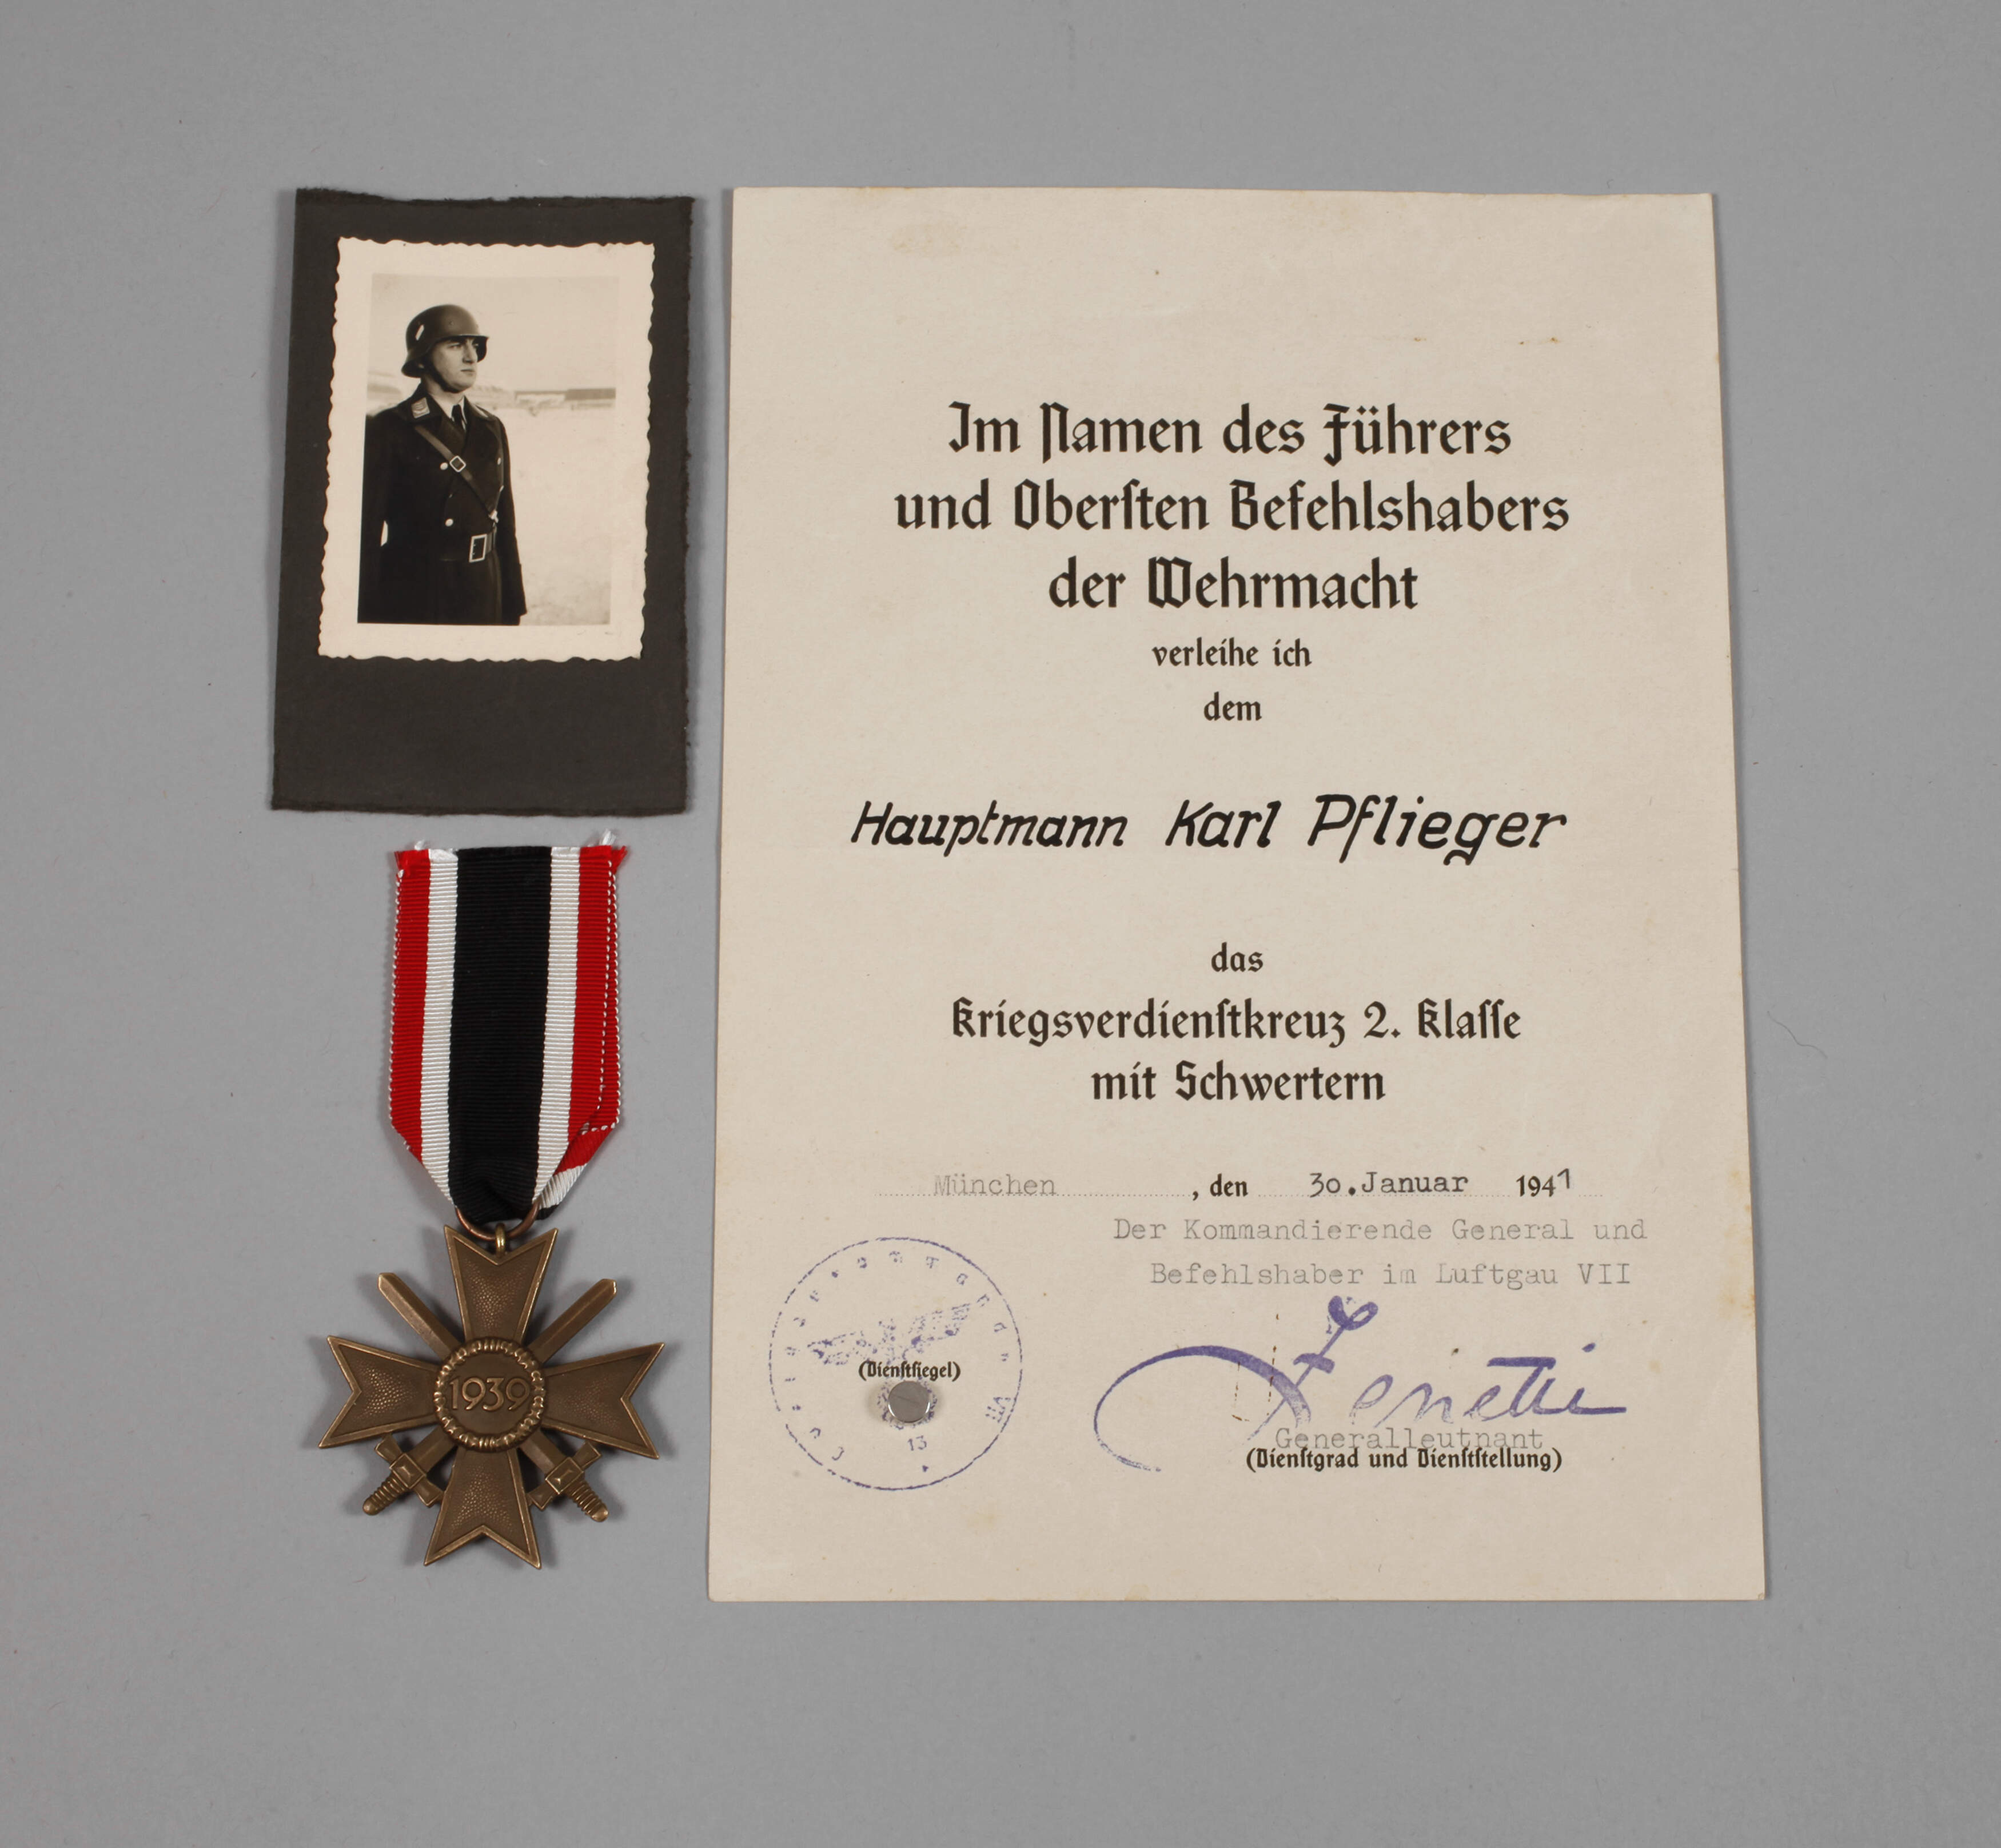 Im Namen des Führers
und Oberſten Befehlshabers
der Wehrmacht
verleihe ich
dem
Hauptmann Karl Pflieger
das
Kriegsverdienſtkreuz 2. Klaſſe
mit Schwertern
München, den 30. Januar 1941
Der Kommandierende General und
Befehlshaber im Luftgau VII
(Dienſtſiegel)
VII
13
Zenetti
Generalleutnant
(Dienſtgrad und Dienſtſtellung)
1939